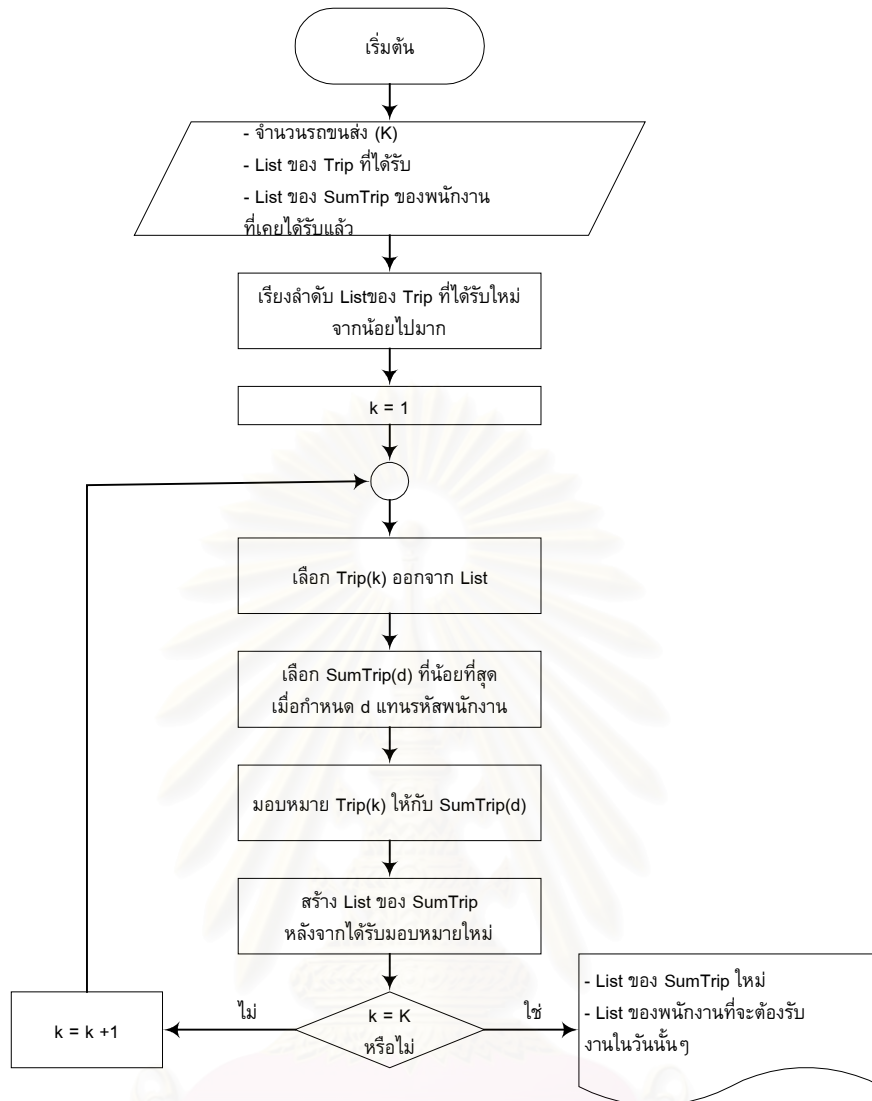 เริ่มต้น
- จำนวนรถขนส่ง (K)
- List ของ Trip ที่ได้รับ
- List ของ SumTrip ของพนักงาน
ที่เคยได้รับแล้ว
เรียงลำดับ Listของ Trip ที่ได้รับใหม่
จากน้อยไปมาก
k = 1
เลือก Trip(k) ออกจาก List
เลือก SumTrip(d) ที่น้อยที่สุด
เมื่อกำหนด d แทนรหัสพนักงาน
มอบหมาย Trip(k) ให้กับ SumTrip(d)
สร้าง List ของ SumTrip
หลังจากได้รับมอบหมายใหม่
k = K
หรือไม่
ไม่
k = k +1
ใช่
- List ของ SumTrip ใหม่
- List ของพนักงานที่จะต้องรับ
งานในวันนั้นๆ